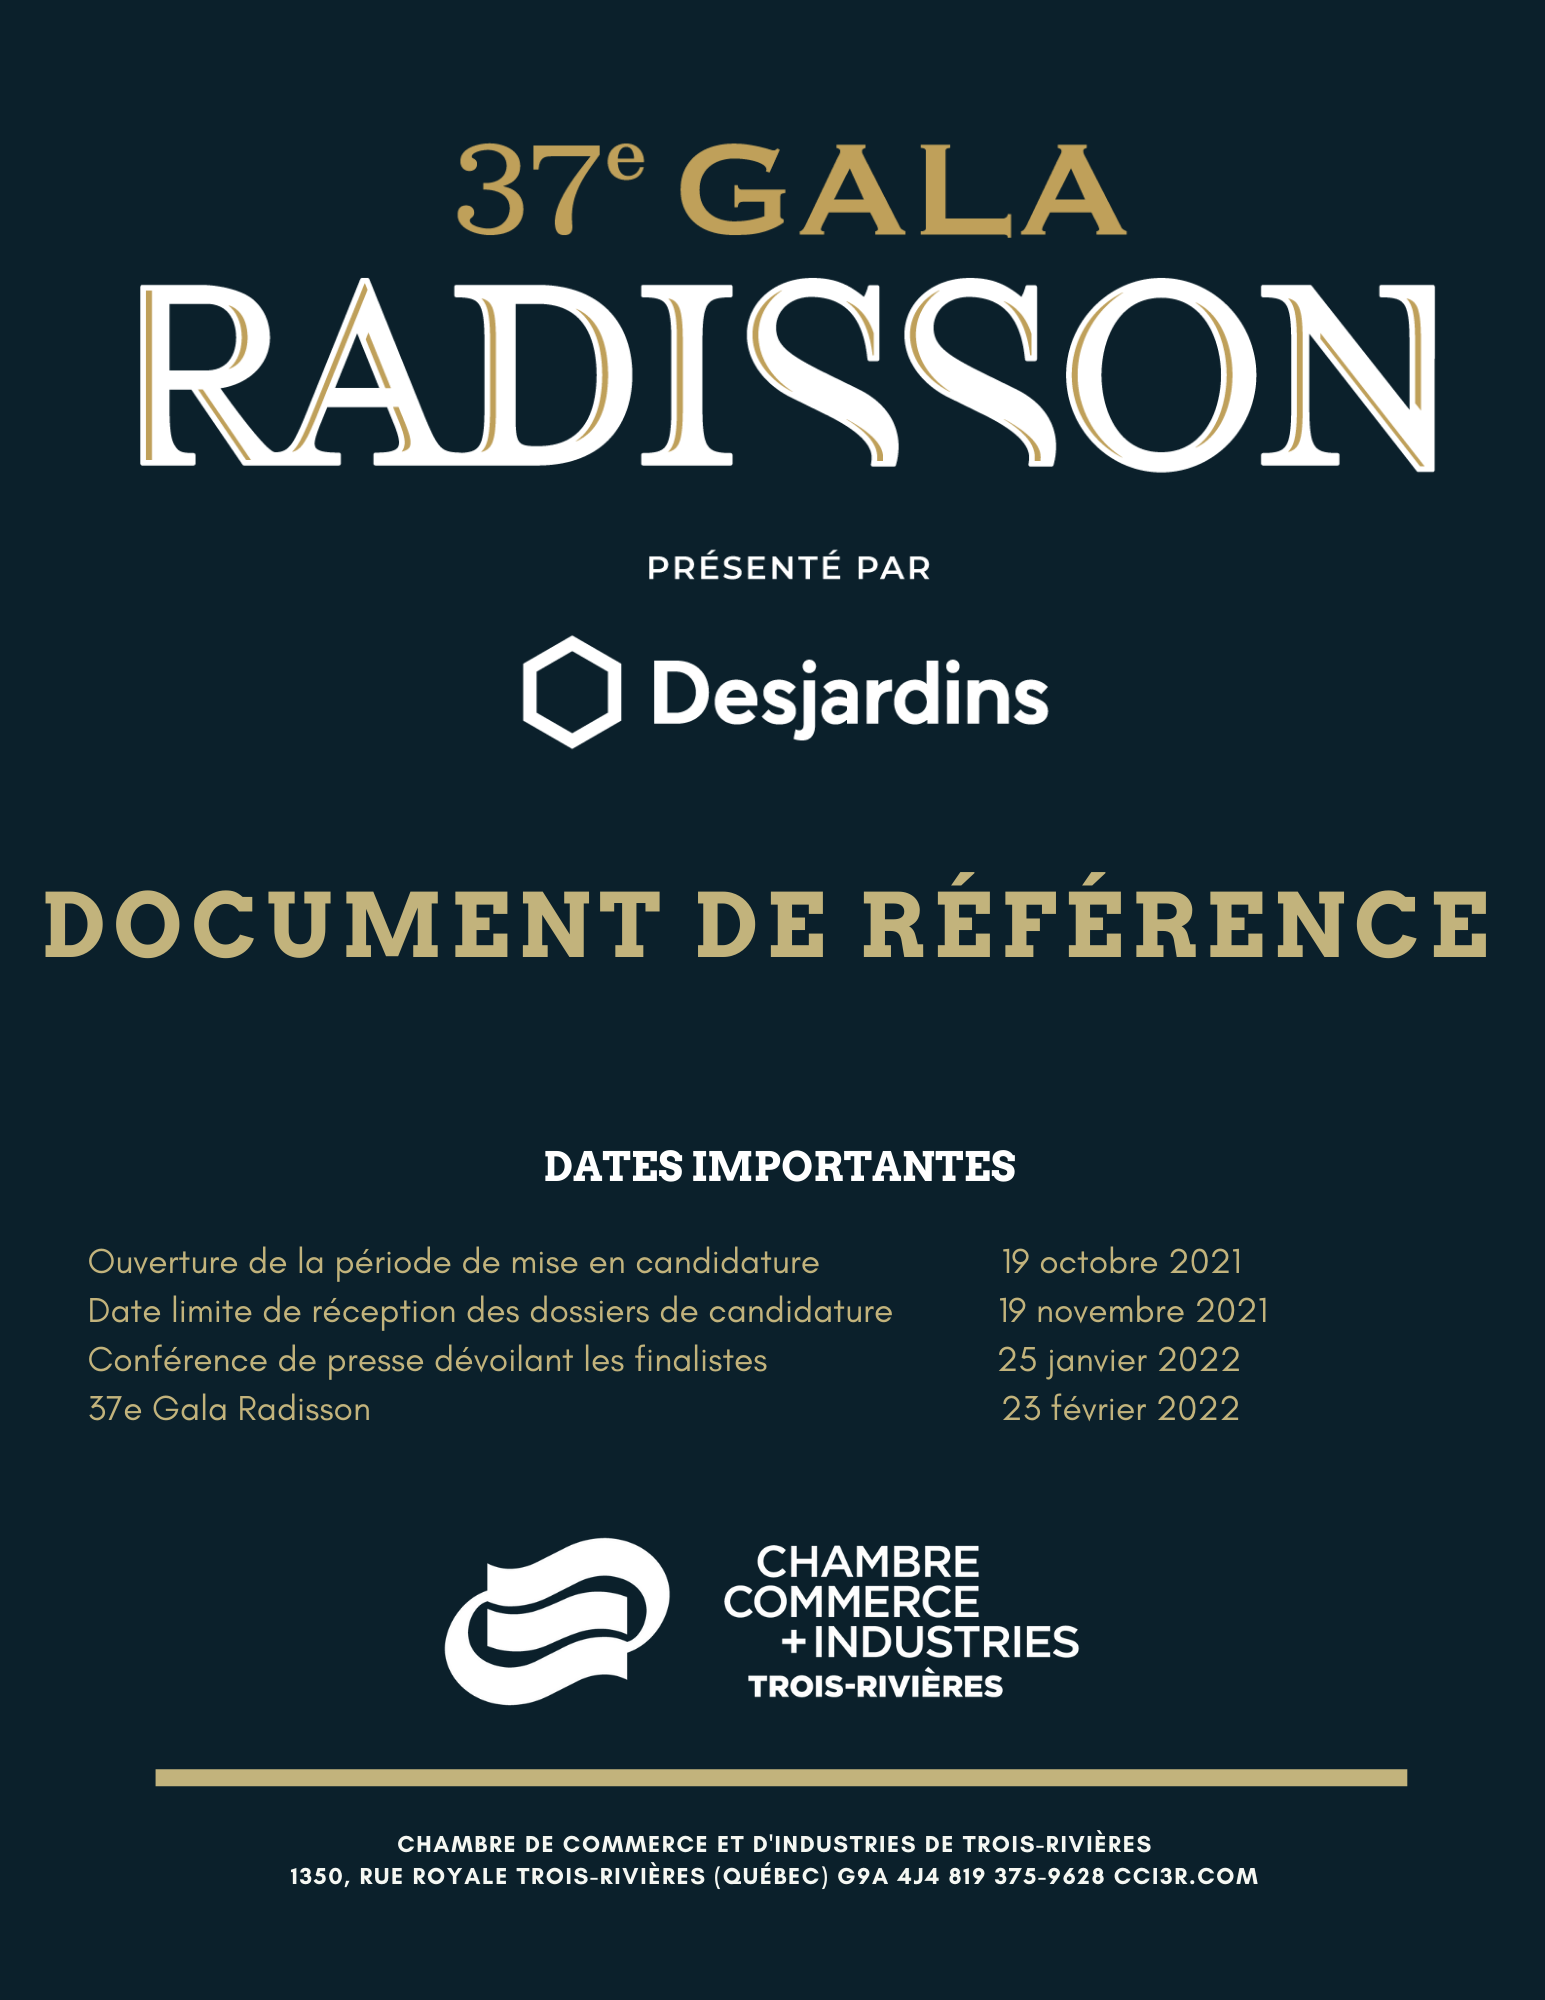 37e GALA
RADISSON
PRÉSENTÉ PAR
Desjardins
DOCUMENT DE RÉFÉRENCE
DATES IMPORTANTES
Ouverture de la période de mise en candidature 19 octobre 2021
Date limite de réception des dossiers de candidature 19 novembre 2021
Conférence de presse dévoilant les finalistes 25 janvier 2022
37e Gala Radisson 23 février 2022
CHAMBRE
COMMERCE
+INDUSTRIES
TROIS-RIVIÈRES
CHAMBRE DE COMMERCE ET D'INDUSTRIES DE TROIS-RIVIÈRES
1350, RUE ROYALE TROIS-RIVIÈRES (QUÉBEC) G9A 4J4 819 375-9628 CCI3R.COM